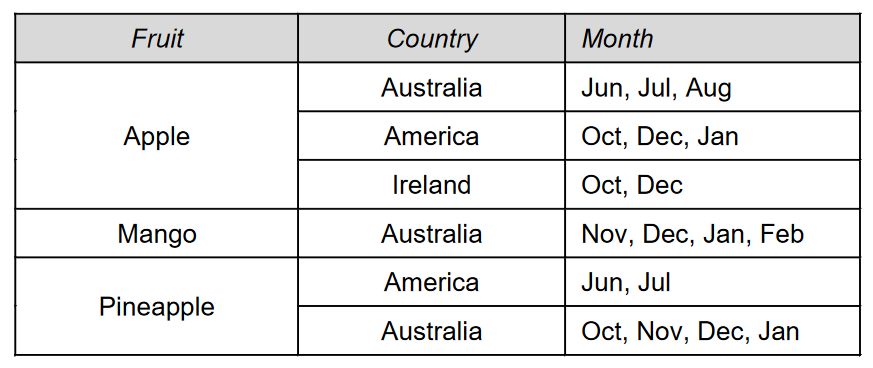 Fruit Country Month
Australia Jun, Jul, Aug
Apple America Oct, Dec, Jan
Ireland Oct, Dec
Mango Australia Nov, Dec, Jan, Feb
Pineapple
America Jun, Jul
Australia Oct, Nov, Dec, Jan